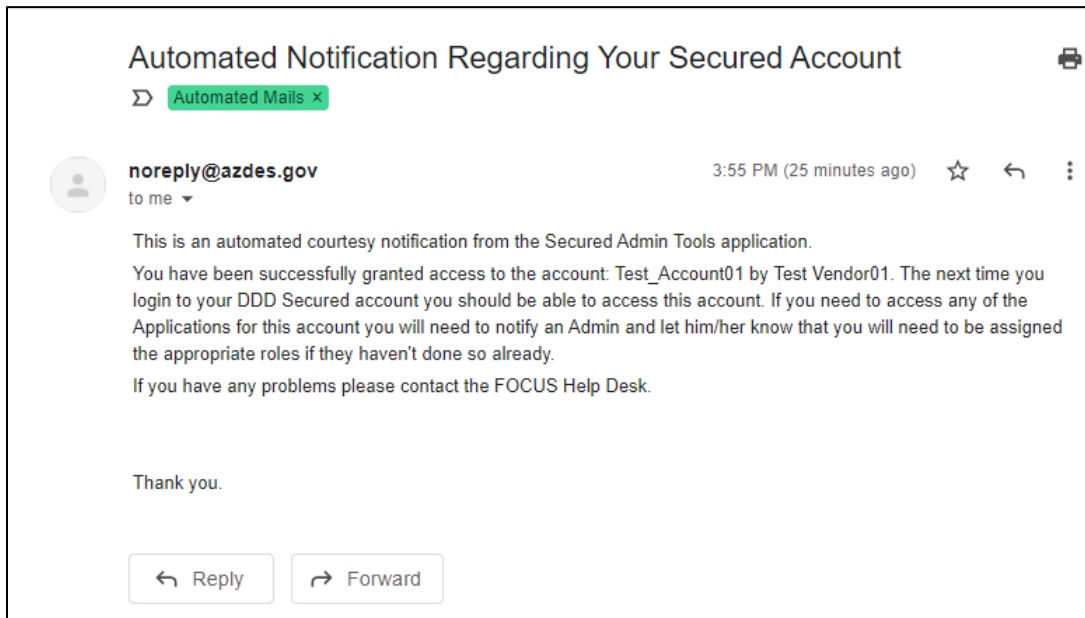 Automated Notification Regarding Your Secured Account
Automated Mails ×
noreply@azdes.gov 3:55 PM (25 minutes ago)
to me
This is an automated courtesy notification from the Secured Admin Tools application.
You have been successfully granted access to the account: Test_Account01 by Test Vendor01. The next time you
login to your DDD Secured account you should be able to access this account. If you need to access any of the
Applications for this account you will need to notify an Admin and let him/her know that you will need to be assigned
the appropriate roles if they haven't done so already.
If you have any problems please contact the FOCUS Help Desk.
Thank you.
Reply Forward